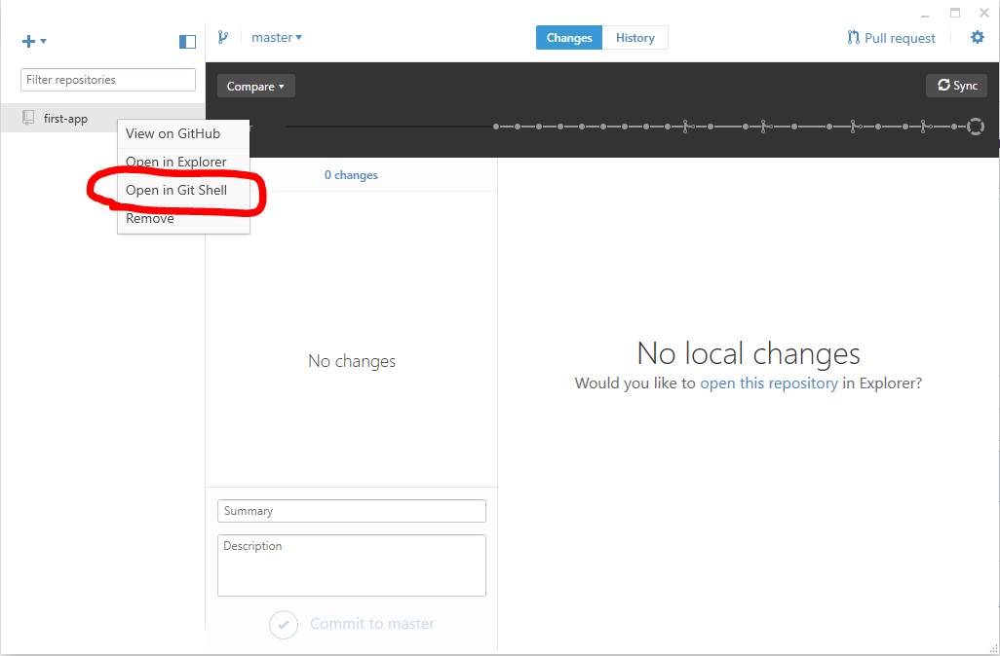 master
Changes
History
Pull request
Filter repositories
Compare
Sync
first-app
View on GitHub
Open in Explorer
Open in Git Shell
Remove
0 changes
No changes
No local changes
Would you like to open this repository in Explorer?
Summary
Description
Commit to master